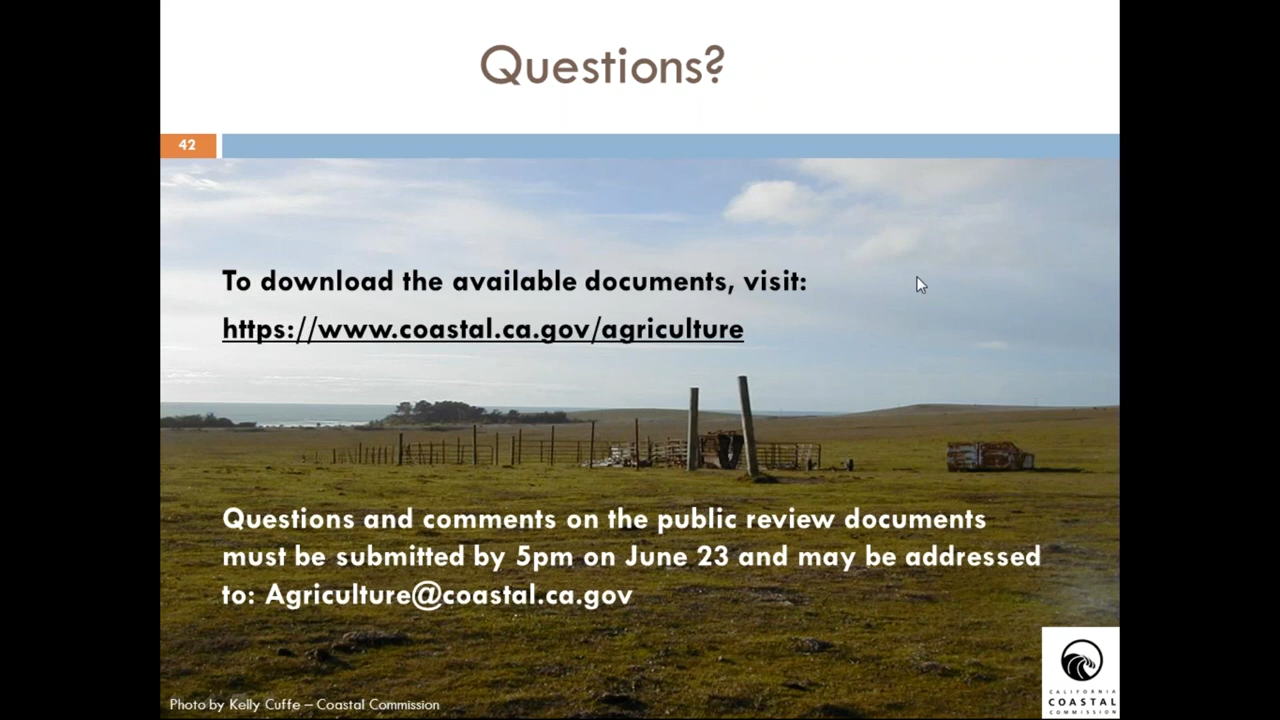 Questions?
42
To download the available documents, visit:
https://www.coastal.ca.gov/agriculture
Questions and comments on the public review documents
must be submitted by 5pm on June 23 and may be addressed
to: Agriculture@coastal.ca.gov
Photo by Kelly Cuffe – Coastal Commission
CALIFORNIA
COASTAL
COMMISSION